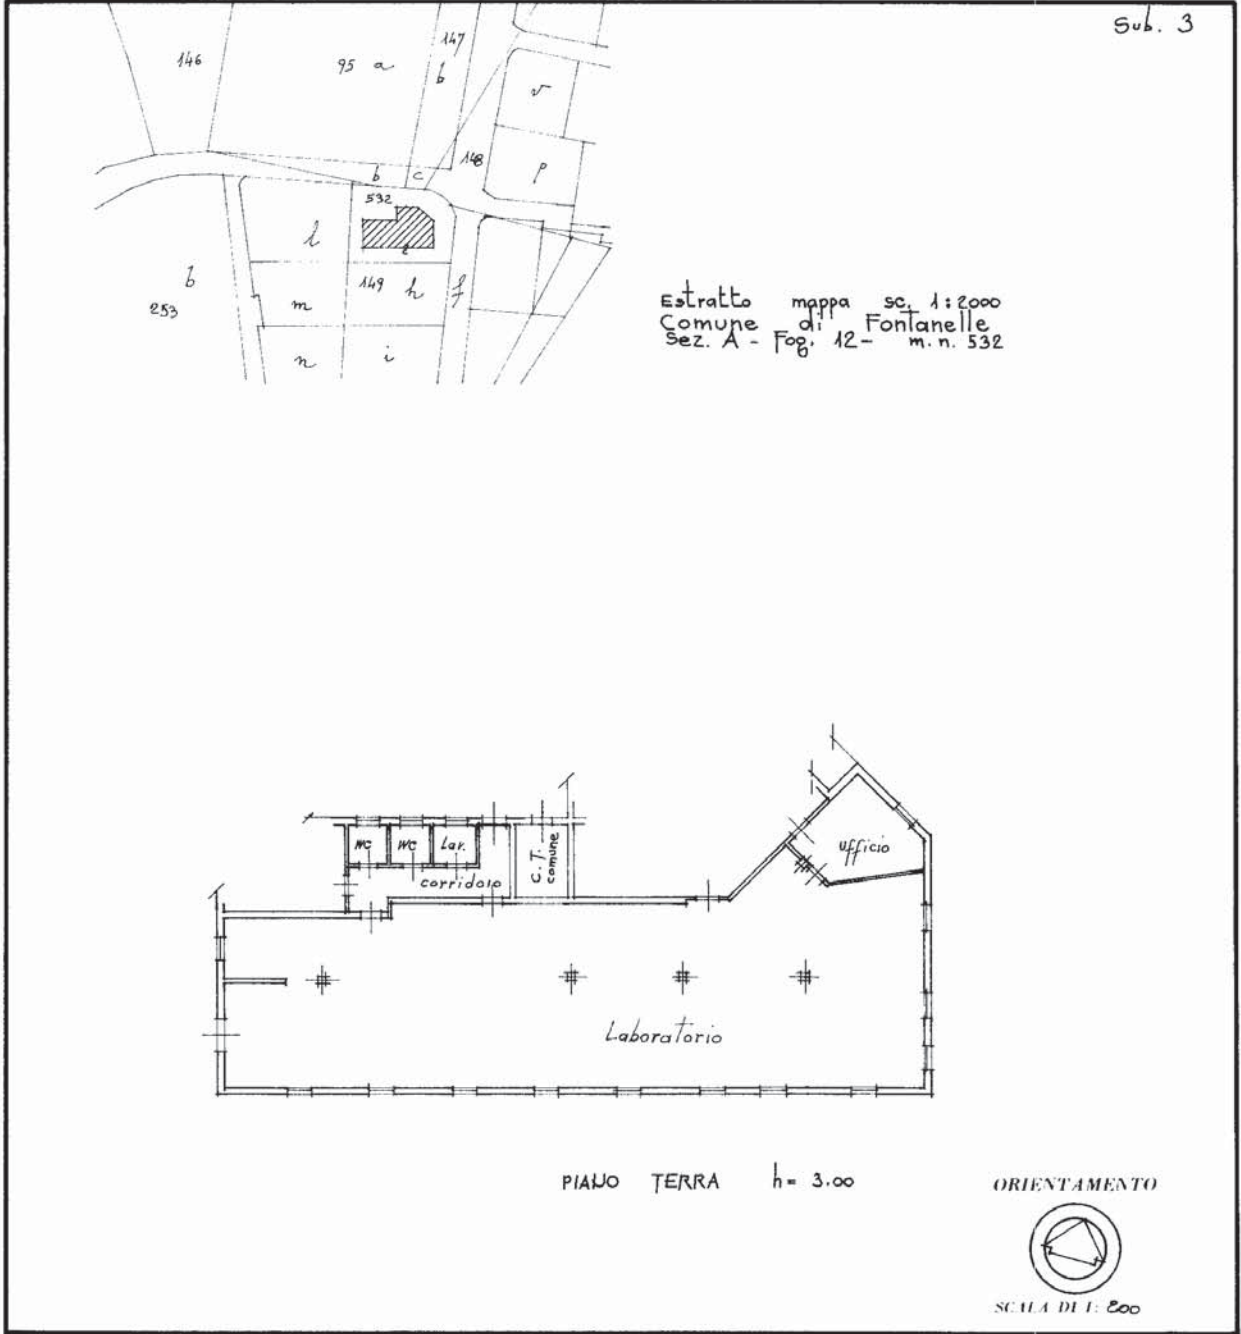 Sub. 3
146
95 a
147
b
v
148
p
b c
532
l
l
b
253
m
149 h f
n
i
Estratto mappa sc. 1:2000
Comune di Fontanelle
Sez. A - Fog. 12- m.n. 532
WC WC Lav.
C.T. comune
corridoio
ufficio
Laboratorio
PIANO TERRA h= 3.00
ORIENTAMENTO
SCALA DI 1: 200